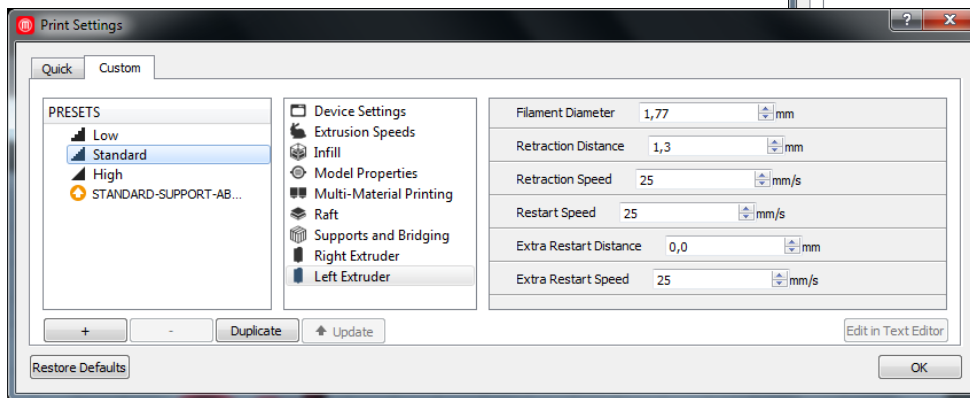 Print Settings
Quick
Custom
PRESETS
Low
Standard
High
STANDARD-SUPPORT-AB...
Device Settings
Extrusion Speeds
Infill
Model Properties
Multi-Material Printing
Raft
Supports and Bridging
Right Extruder
Left Extruder
Filament Diameter 1,77 mm
Retraction Distance 1,3 mm
Retraction Speed 25 mm/s
Restart Speed 25 mm/s
Extra Restart Distance 0,0 mm
Extra Restart Speed 25 mm/s
+ - Duplicate Update Edit in Text Editor
Restore Defaults OK